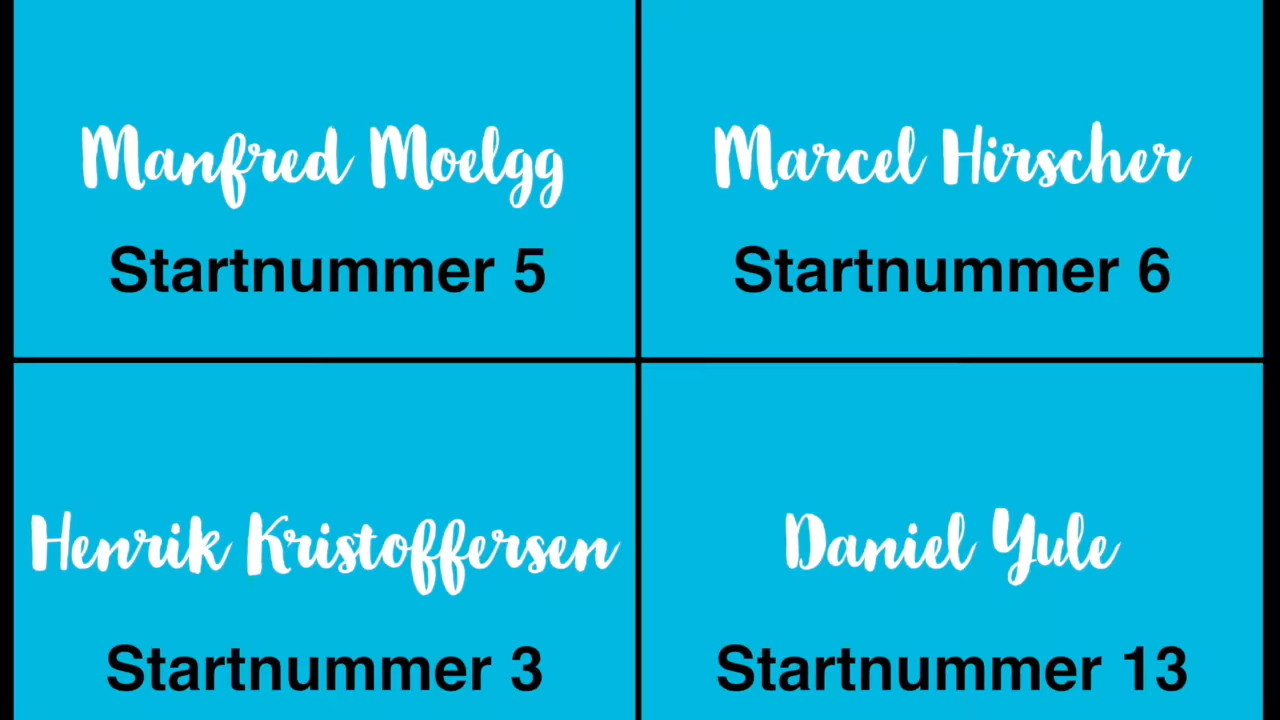 Manfred Moelgg
Startnummer 5
Marcel Hirscher
Startnummer 6
Henrik Kristoffersen
Startnummer 3
Daniel Yule
Startnummer 13